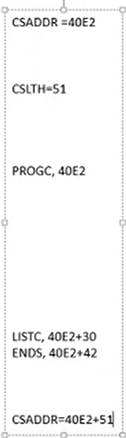 CSADDR =40E2
CSLTH=51
PROGC, 40E2
LISTC, 40E2+30
ENDS, 40E2+42
CSADDR=40E2+51